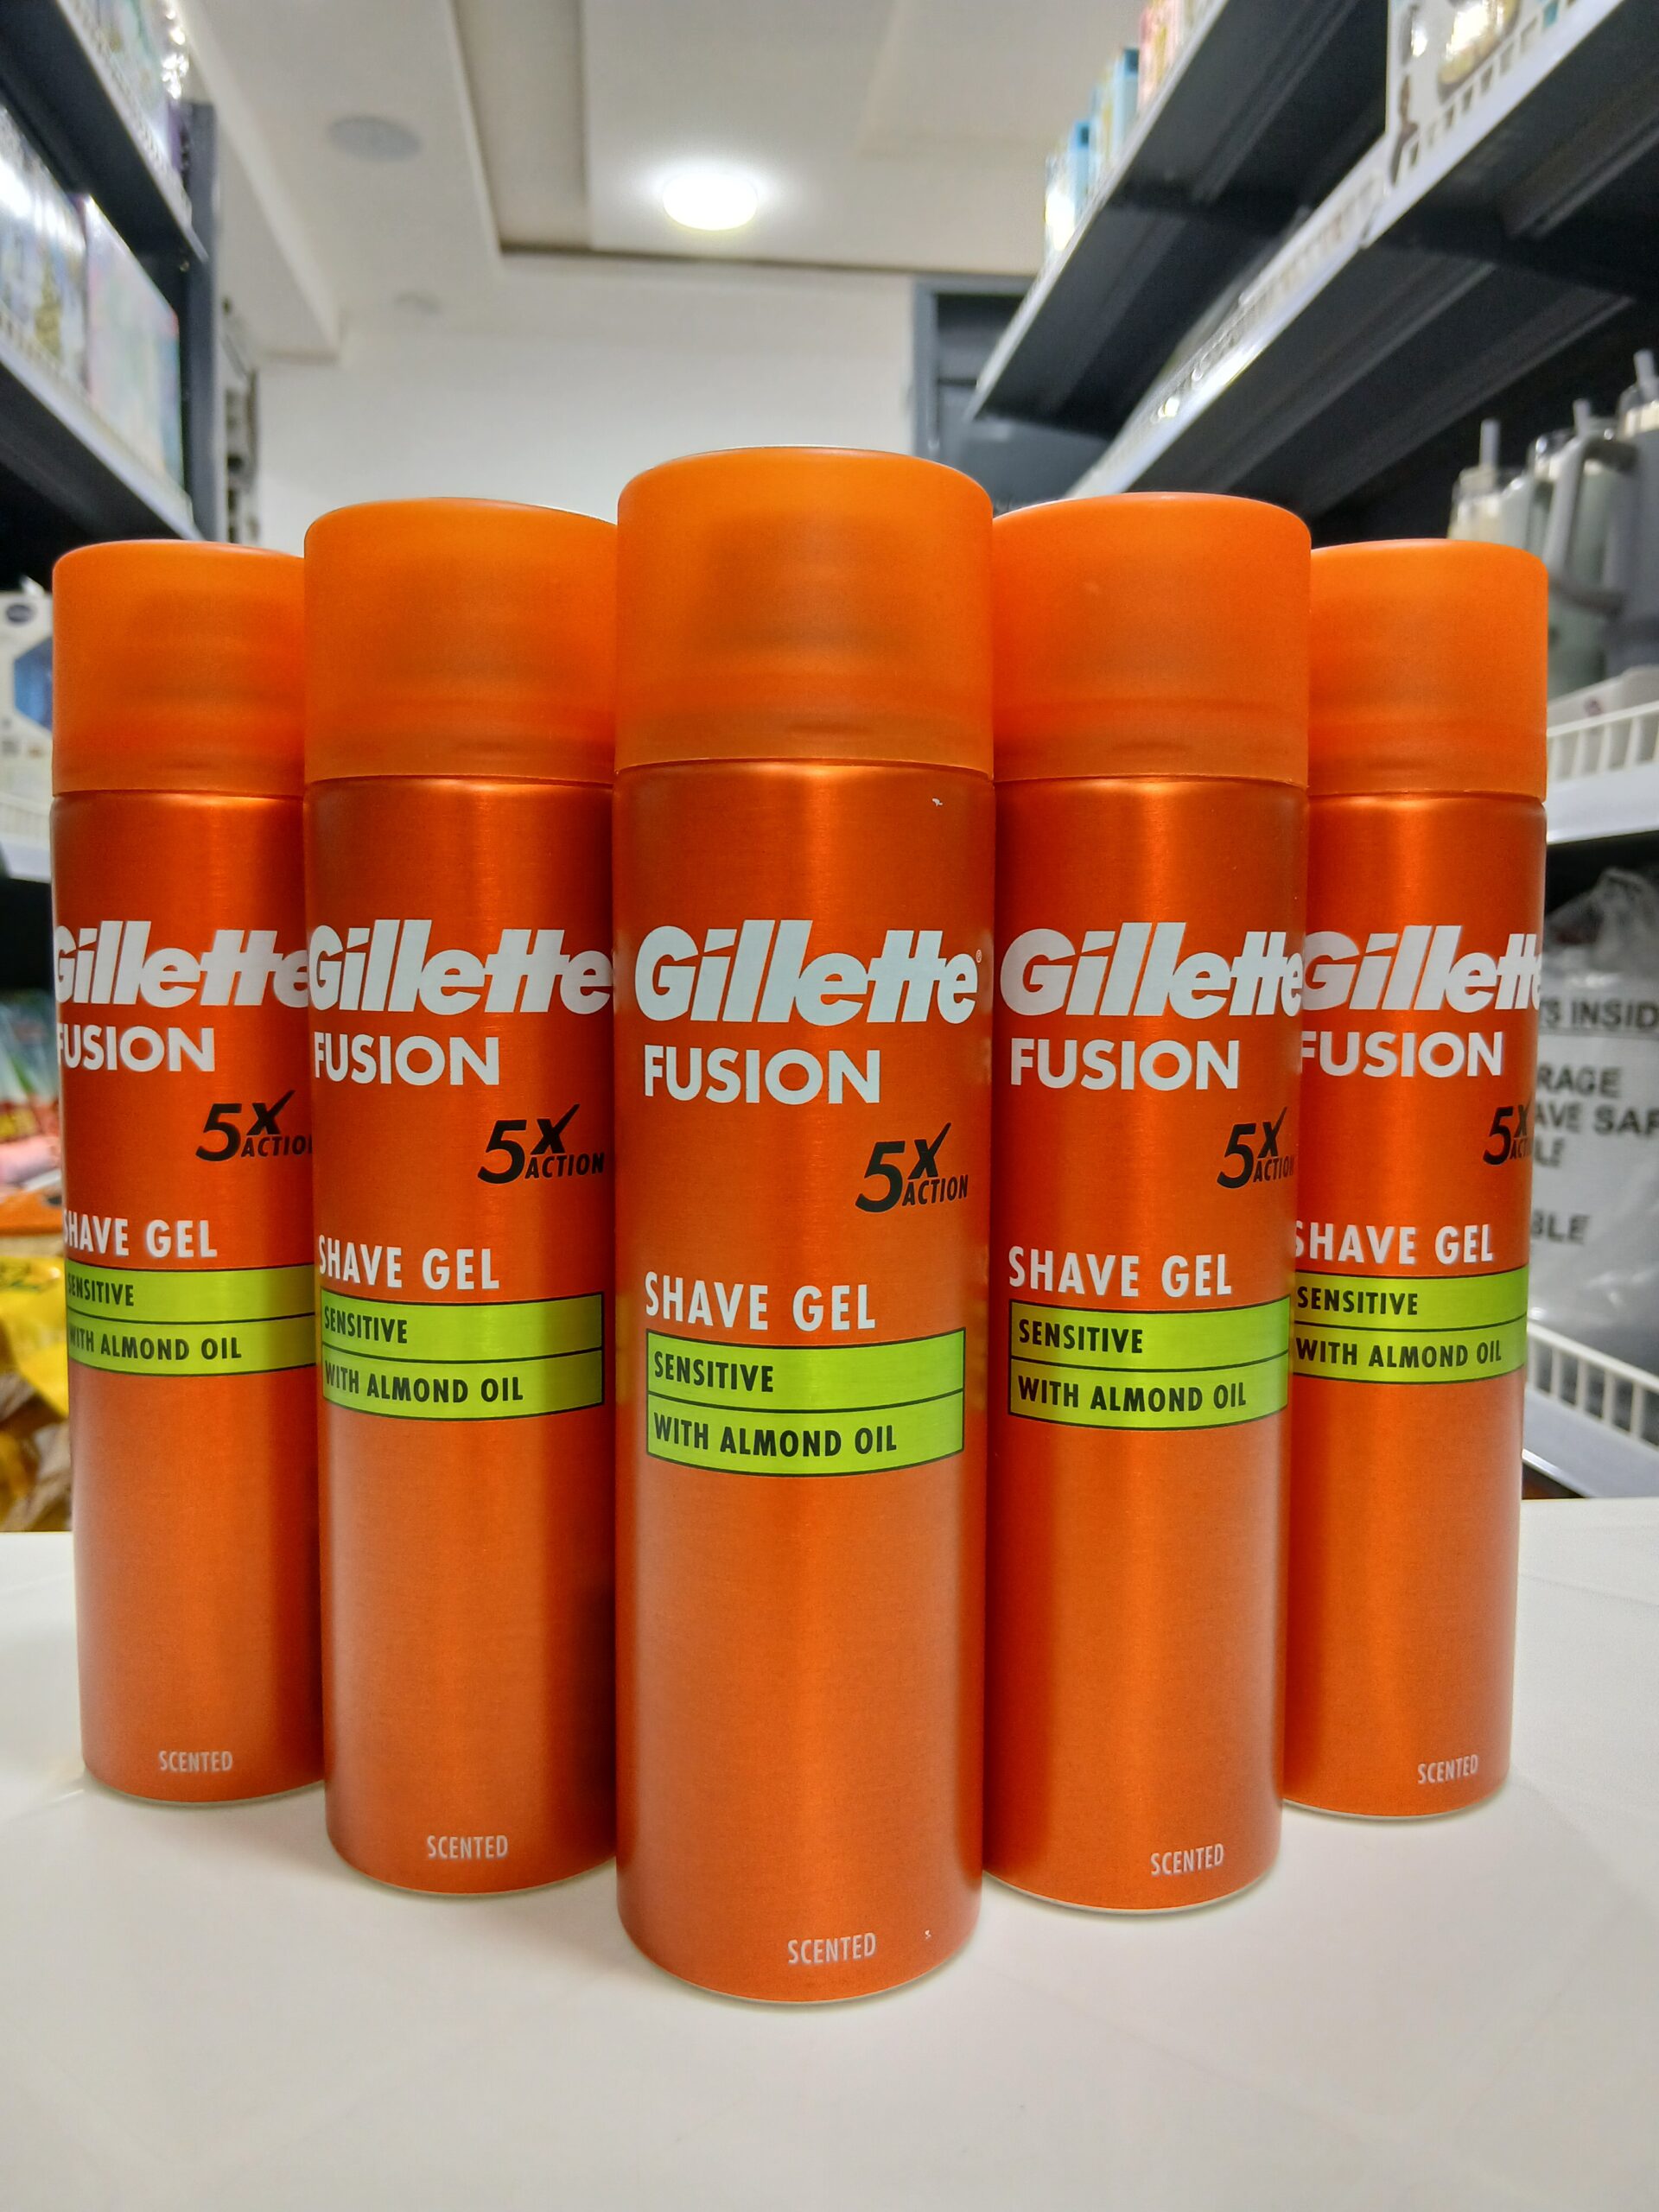 Gillette
FUSION
5X
ACTION
SHAVE GEL
SENSITIVE
WITH ALMOND OIL
SCENTED
Gillette
FUSION
5X
ACTION
SHAVE GEL
SENSITIVE
WITH ALMOND OIL
SCENTED
Gillette®
FUSION
5X
ACTION
SHAVE GEL
SENSITIVE
WITH ALMOND OIL
SCENTED
Gillette
FUSION
5X
ACTION
SHAVE GEL
SENSITIVE
WITH ALMOND OIL
SCENTED
Gillette
FUSION
5X
SHAVE GEL
SENSITIVE
WITH ALMOND OIL
SCENTED